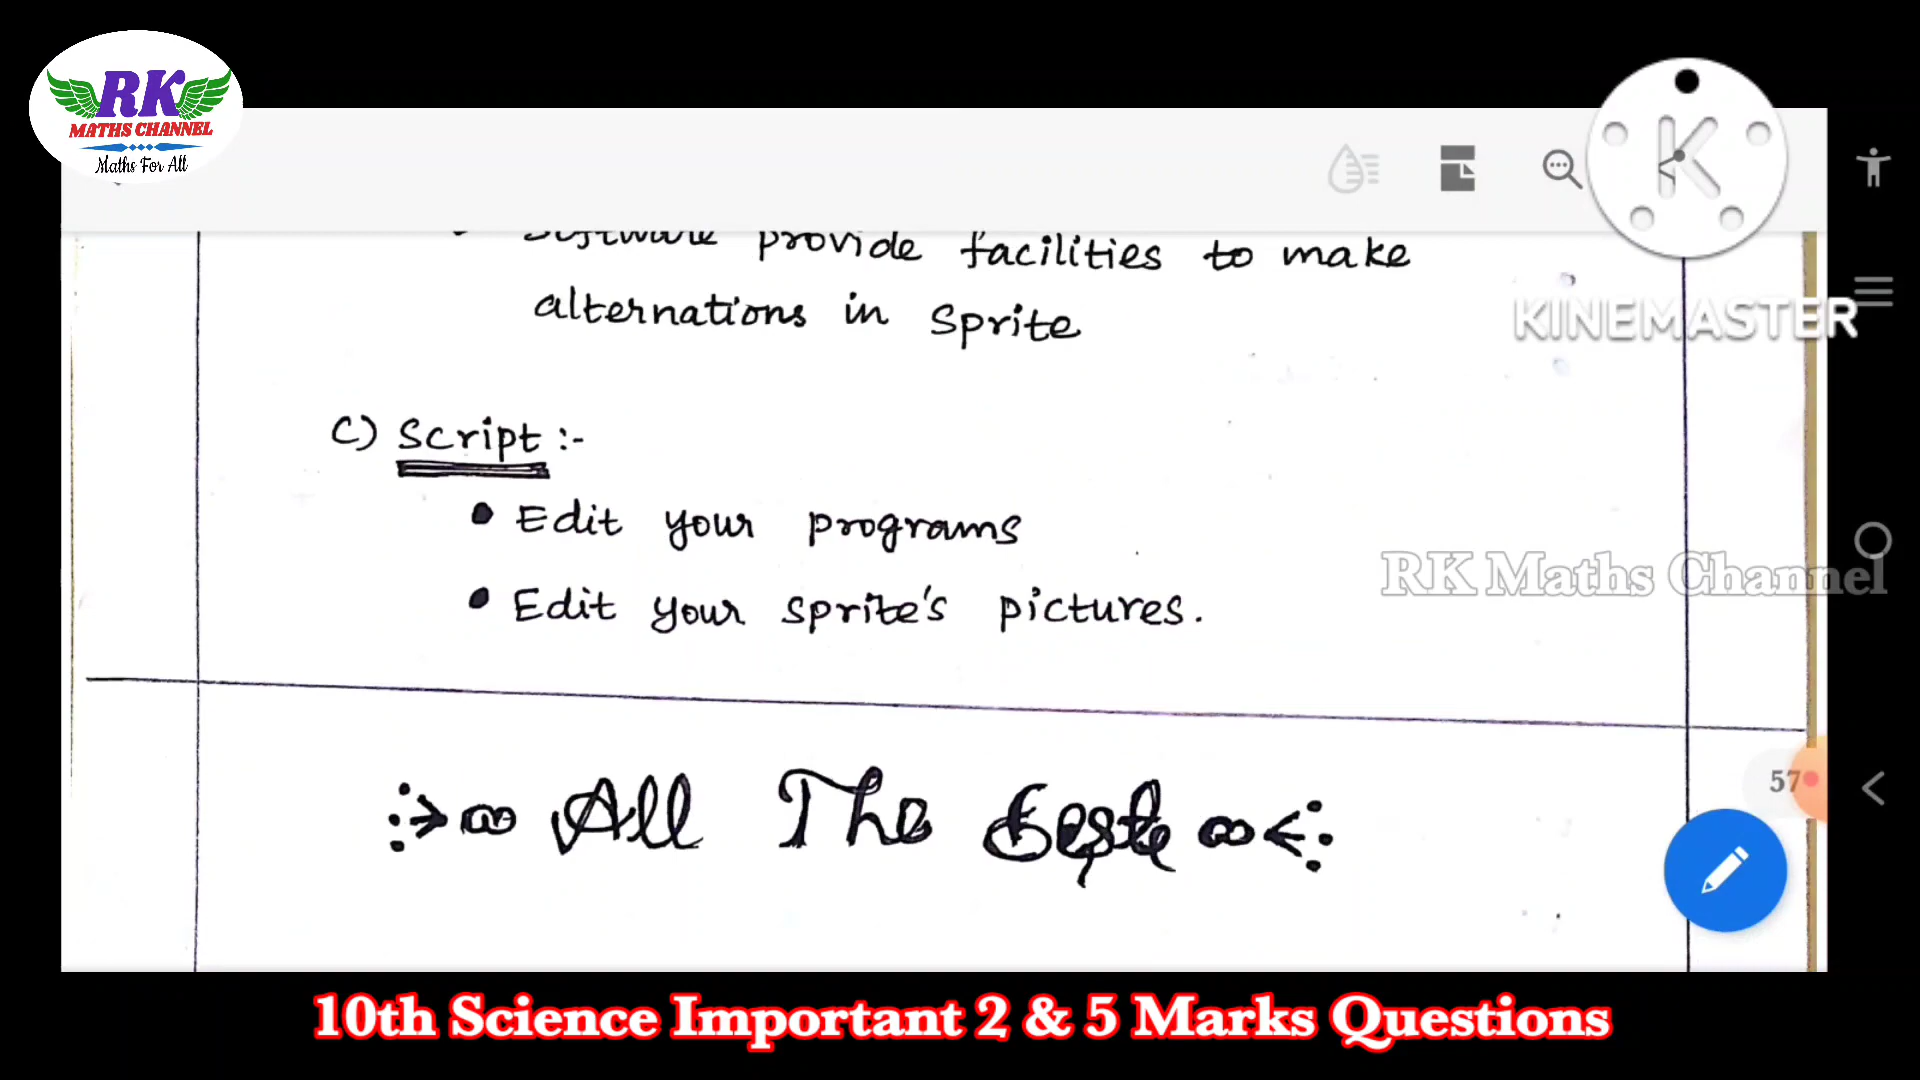 RK
MATHS CHANNEL
Maths For All
K
Software provide facilities to make
alternations in Sprite
KINEMASTER
C) Script :-
• Edit your programs
• Edit your sprite's pictures.
RK Maths Channel
57
All The Best
10th Science Important 2 & 5 Marks Questions